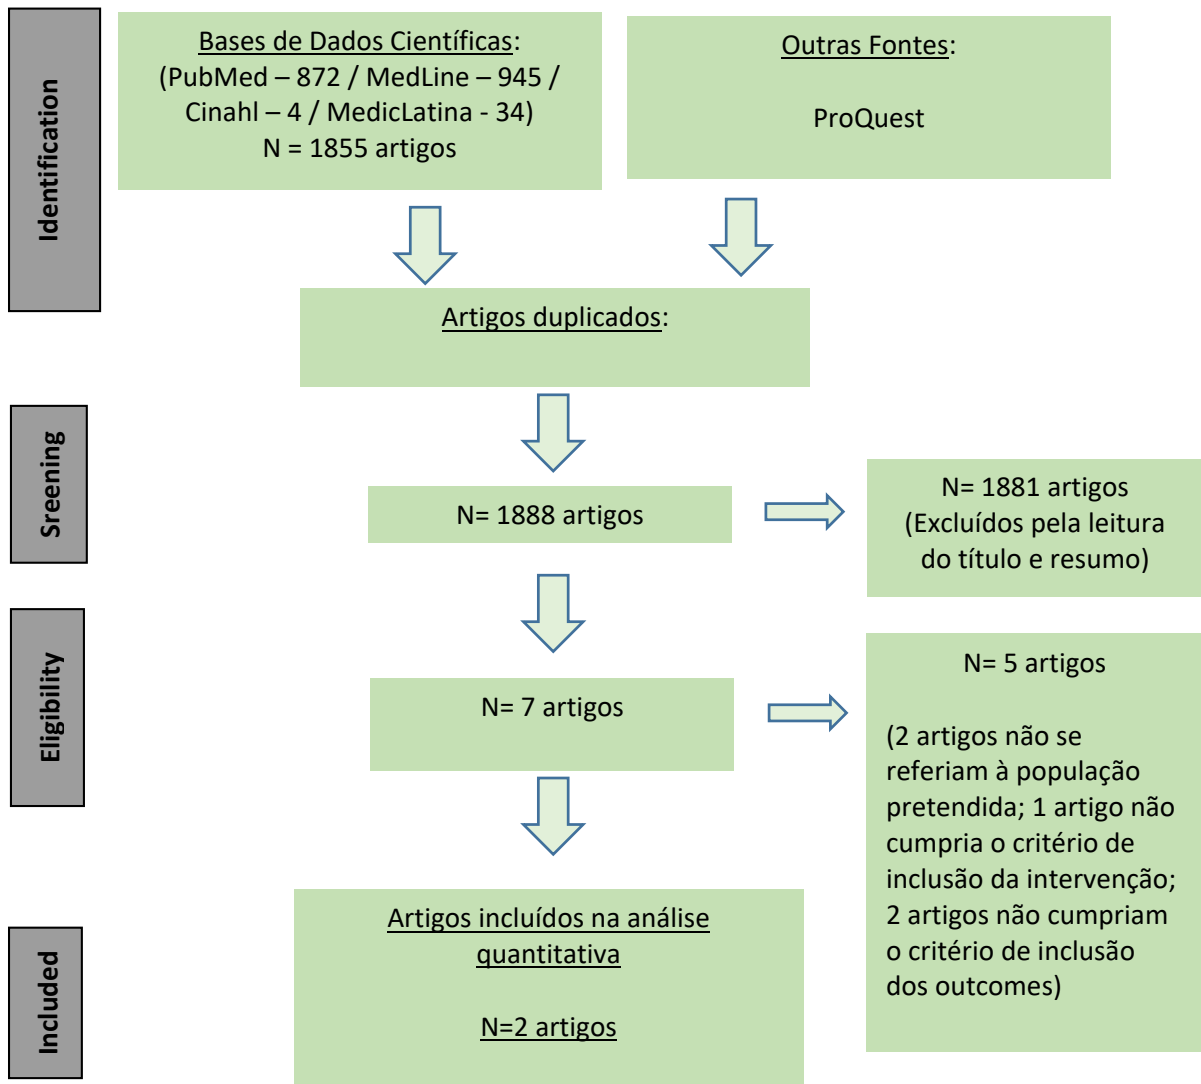 Identification
Bases de Dados Científicas:
(PubMed – 872 / MedLine – 945 /
Cinahl – 4 / MedicLatina - 34)
N = 1855 artigos
Outras Fontes:
ProQuest
Artigos duplicados:
Sreening
N= 1888 artigos
N= 1881 artigos
(Excluídos pela leitura
do título e resumo)
Eligibility
N= 7 artigos
N= 5 artigos
(2 artigos não se
referiam à população
pretendida; 1 artigo não
cumpria o critério de
inclusão da intervenção;
2 artigos não cumpriam
o critério de inclusão
dos outcomes)
Included
Artigos incluídos na análise
quantitativa
N=2 artigos